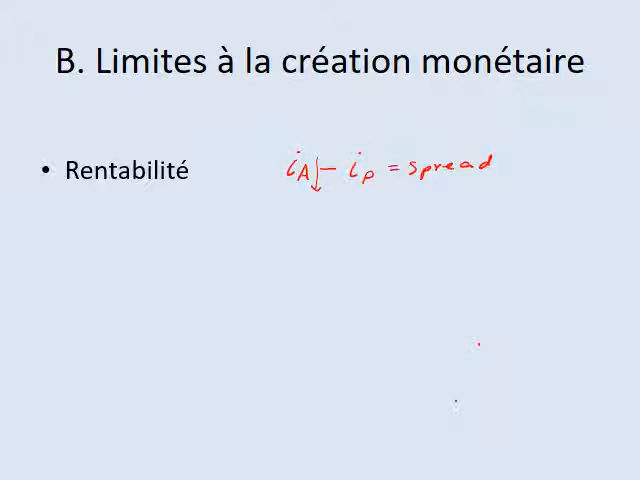 B. Limites à la création monétaire
• Rentabilité iA↓ – ip = spread